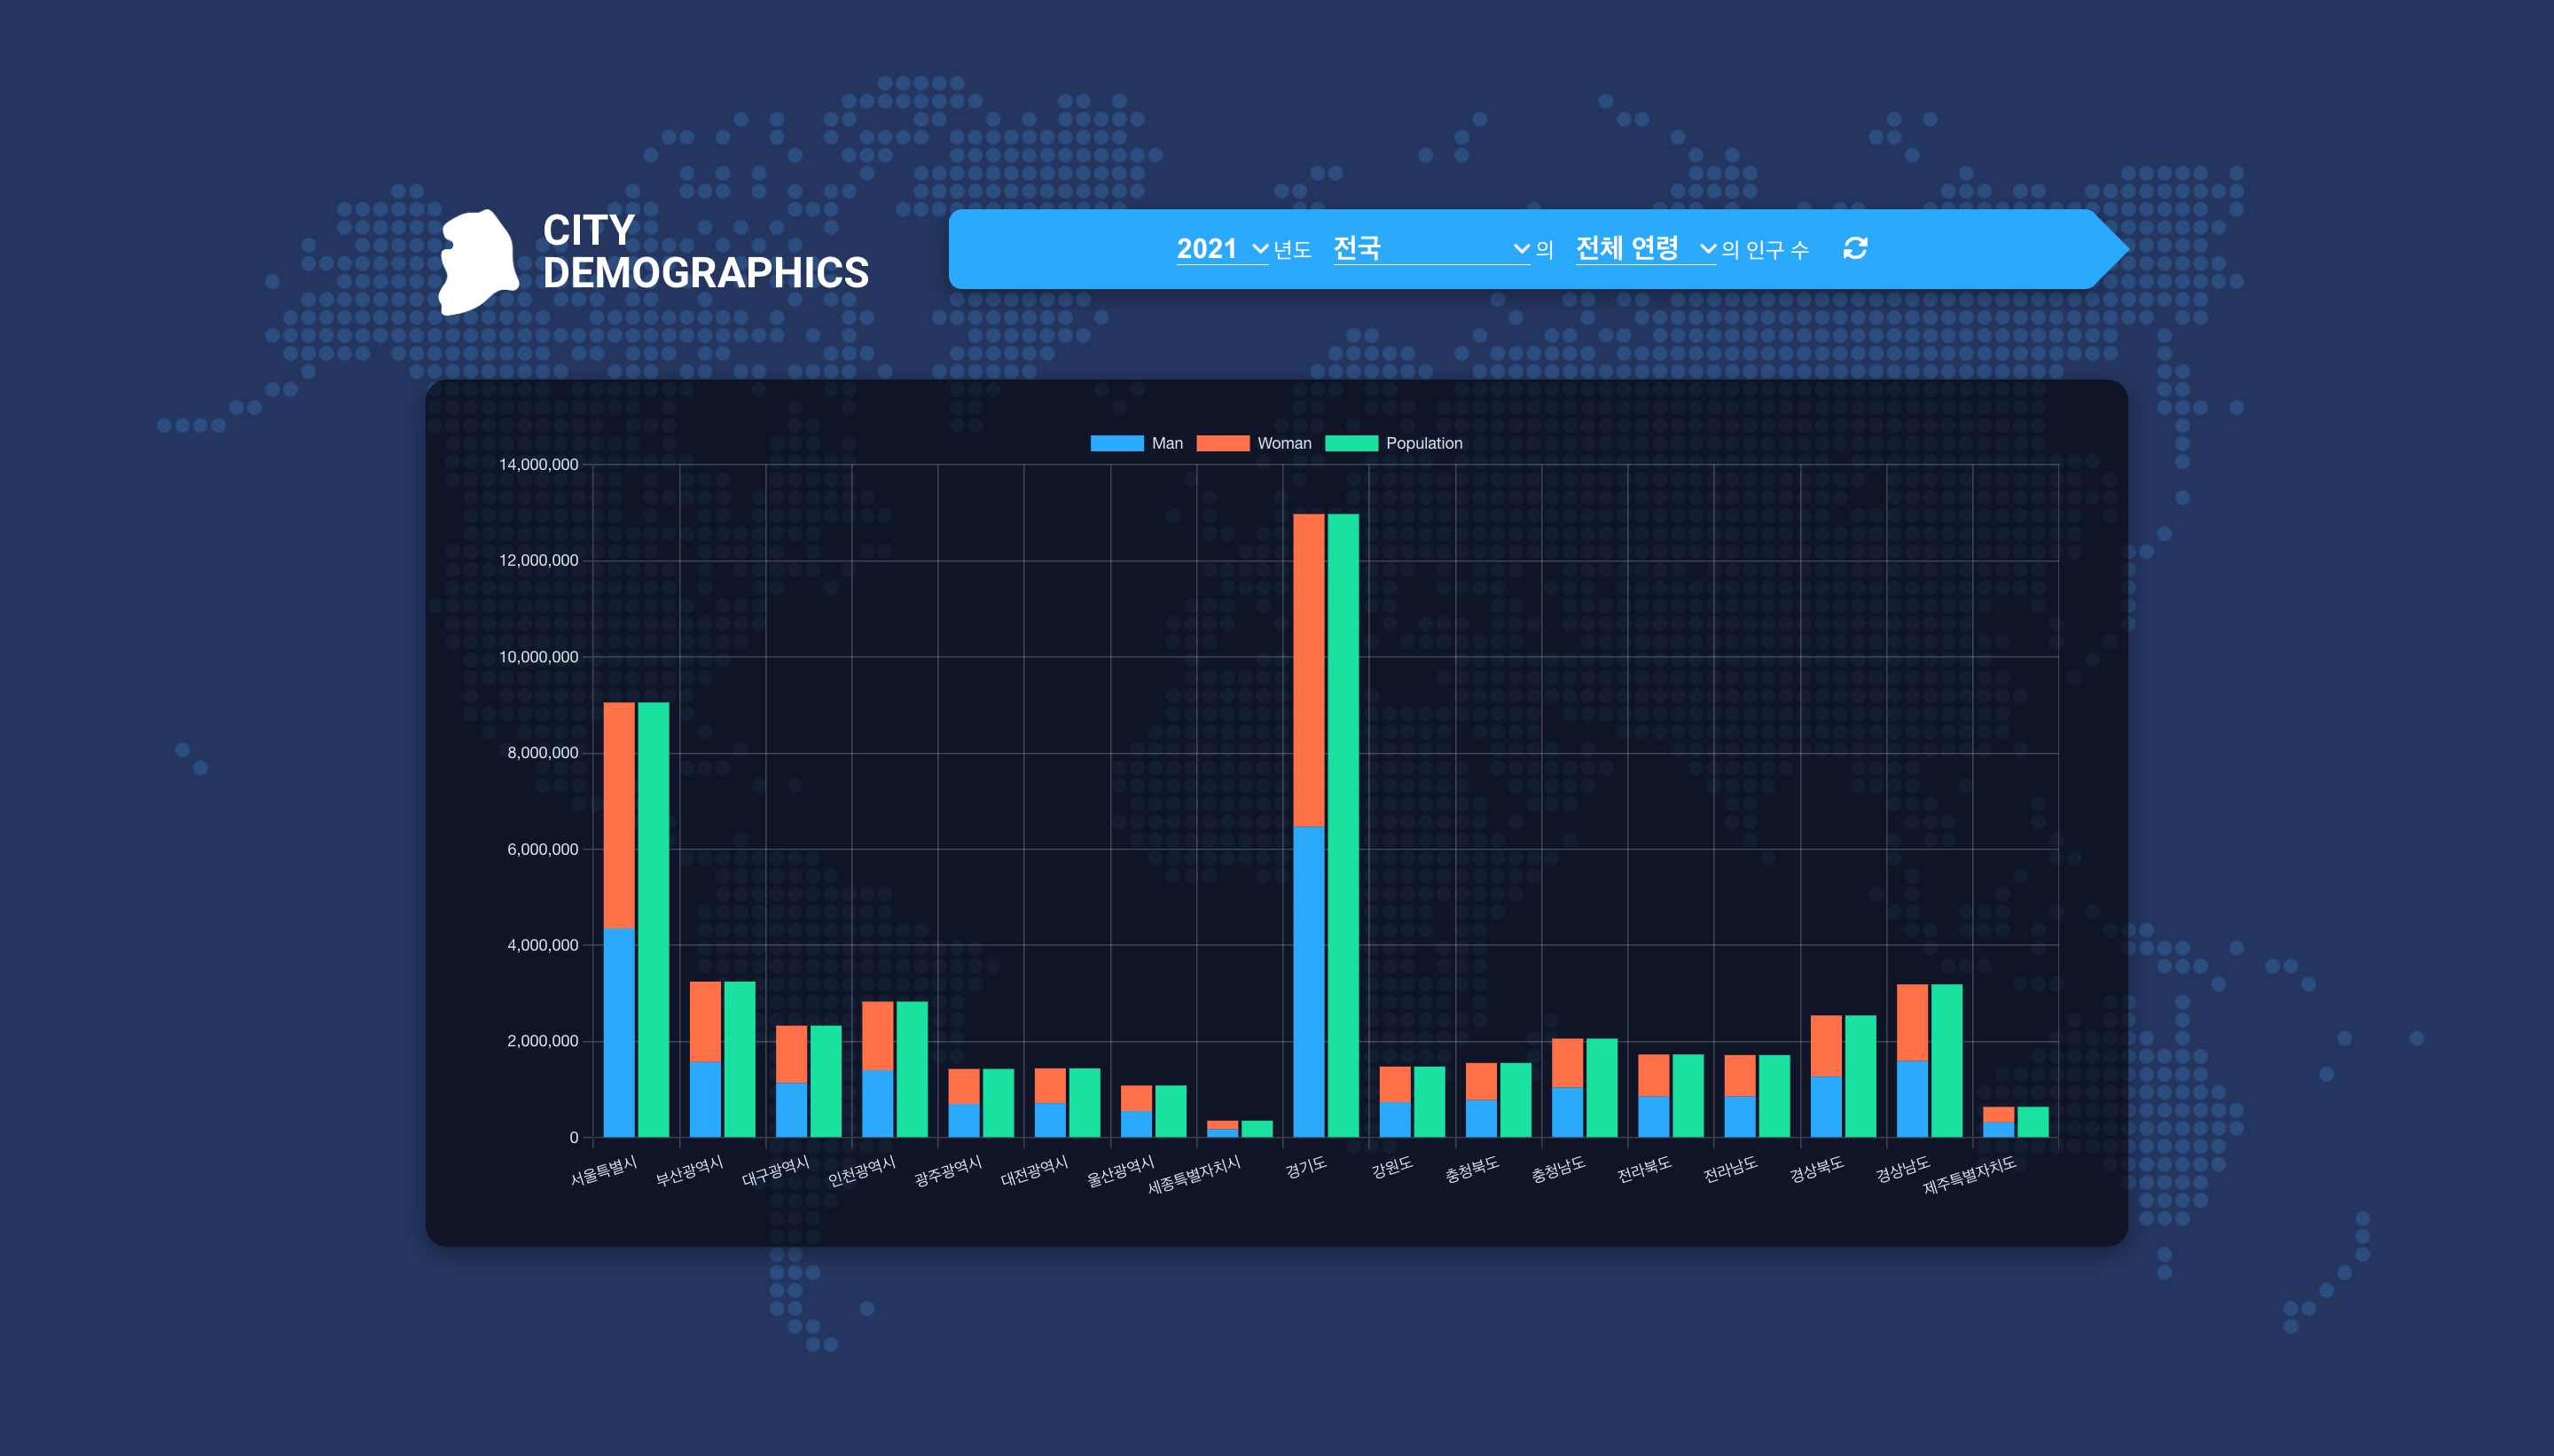 CITY
DEMOGRAPHICS
2021 년도 전국 의 전체 연령 의 인구 수
Man Woman Population
14,000,000
12,000,000
10,000,000
8,000,000
6,000,000
4,000,000
2,000,000
0
서울특별시 부산광역시 대구광역시 인천광역시 광주광역시 대전광역시 울산광역시 세종특별자치시 경기도 강원도 충청북도 충청남도 전라북도 전라남도 경상북도 경상남도 제주특별자치도